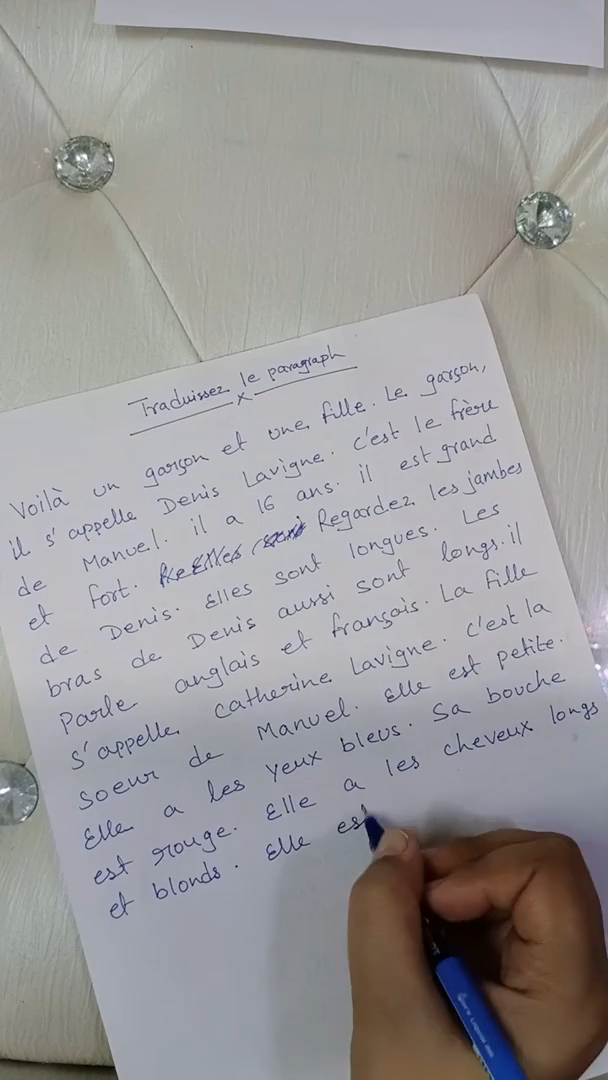 Traduissez le paragraph
x
Voilà un garçon et une fille. Le garçon,
il s'appelle Denis Lavigne. c'est le frère
de Manuel. il a 16 ans. il est grand
et fort. Regardez les jambes
de Denis. Elles sont longues. Les
bras de Denis aussi sont longs. il
parle anglais et français. La fille
s'appelle Catherine Lavigne. c'est la
soeur de Manuel. Elle est petite.
Elle a les yeux bleus. Sa bouche
est rouge. Elle a les cheveux longs
et blonds. Elle es